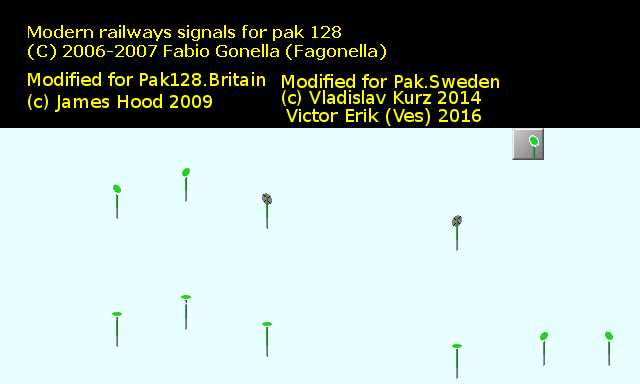 Modern railways signals for pak 128
(C) 2006-2007 Fabio Gonella (Fagonella)
Modified for Pak128.Britain
(c) James Hood 2009
Modified for Pak.Sweden
(c) Vladislav Kurz 2014
Victor Erik (Ves) 2016